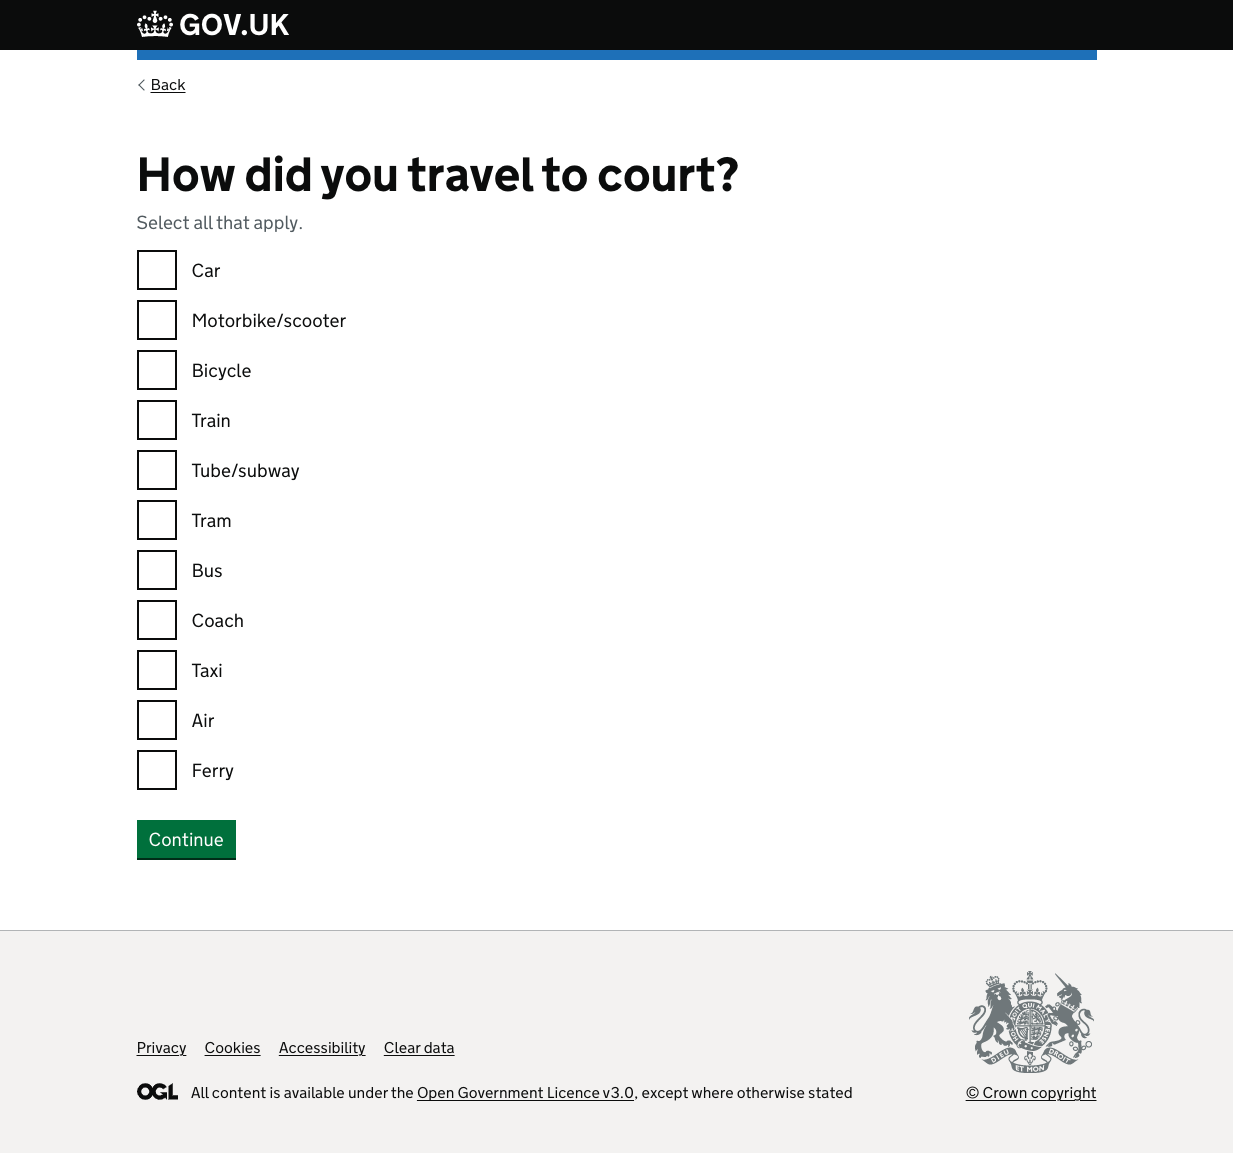 GOV.UK
Back
How did you travel to court?
Select all that apply.
Car
Motorbike/scooter
Bicycle
Train
Tube/subway
Tram
Bus
Coach
Taxi
Air
Ferry
Continue
Privacy Cookies Accessibility Clear data
OGL All content is available under the Open Government Licence v3.0, except where otherwise stated
© Crown copyright